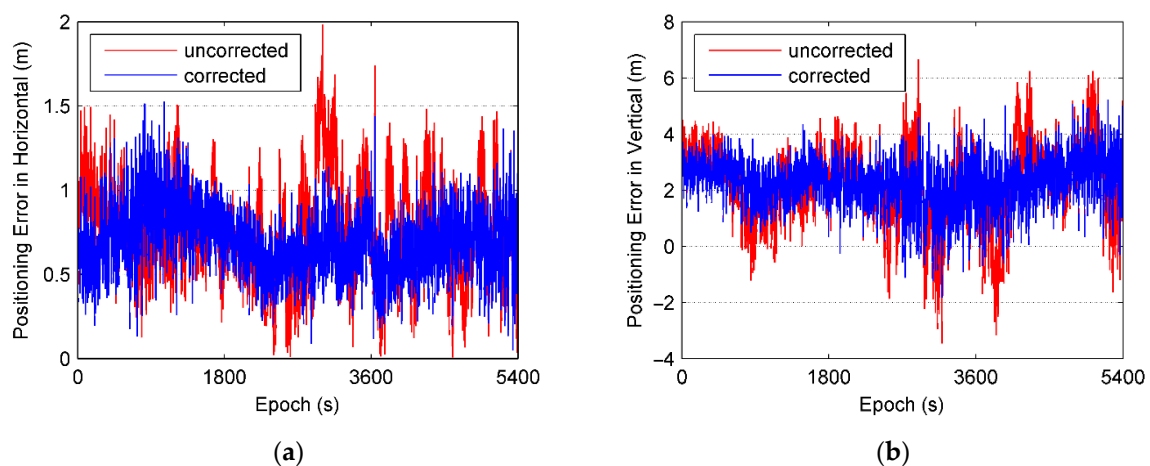 Positioning Error in Horizontal (m)
2
1.5
1
0.5
0
uncorrected
corrected
0 1800 3600 5400
Epoch (s)
(a)
Positioning Error in Vertical (m)
8
6
4
2
0
−2
−4
uncorrected
corrected
0 1800 3600 5400
Epoch (s)
(b)